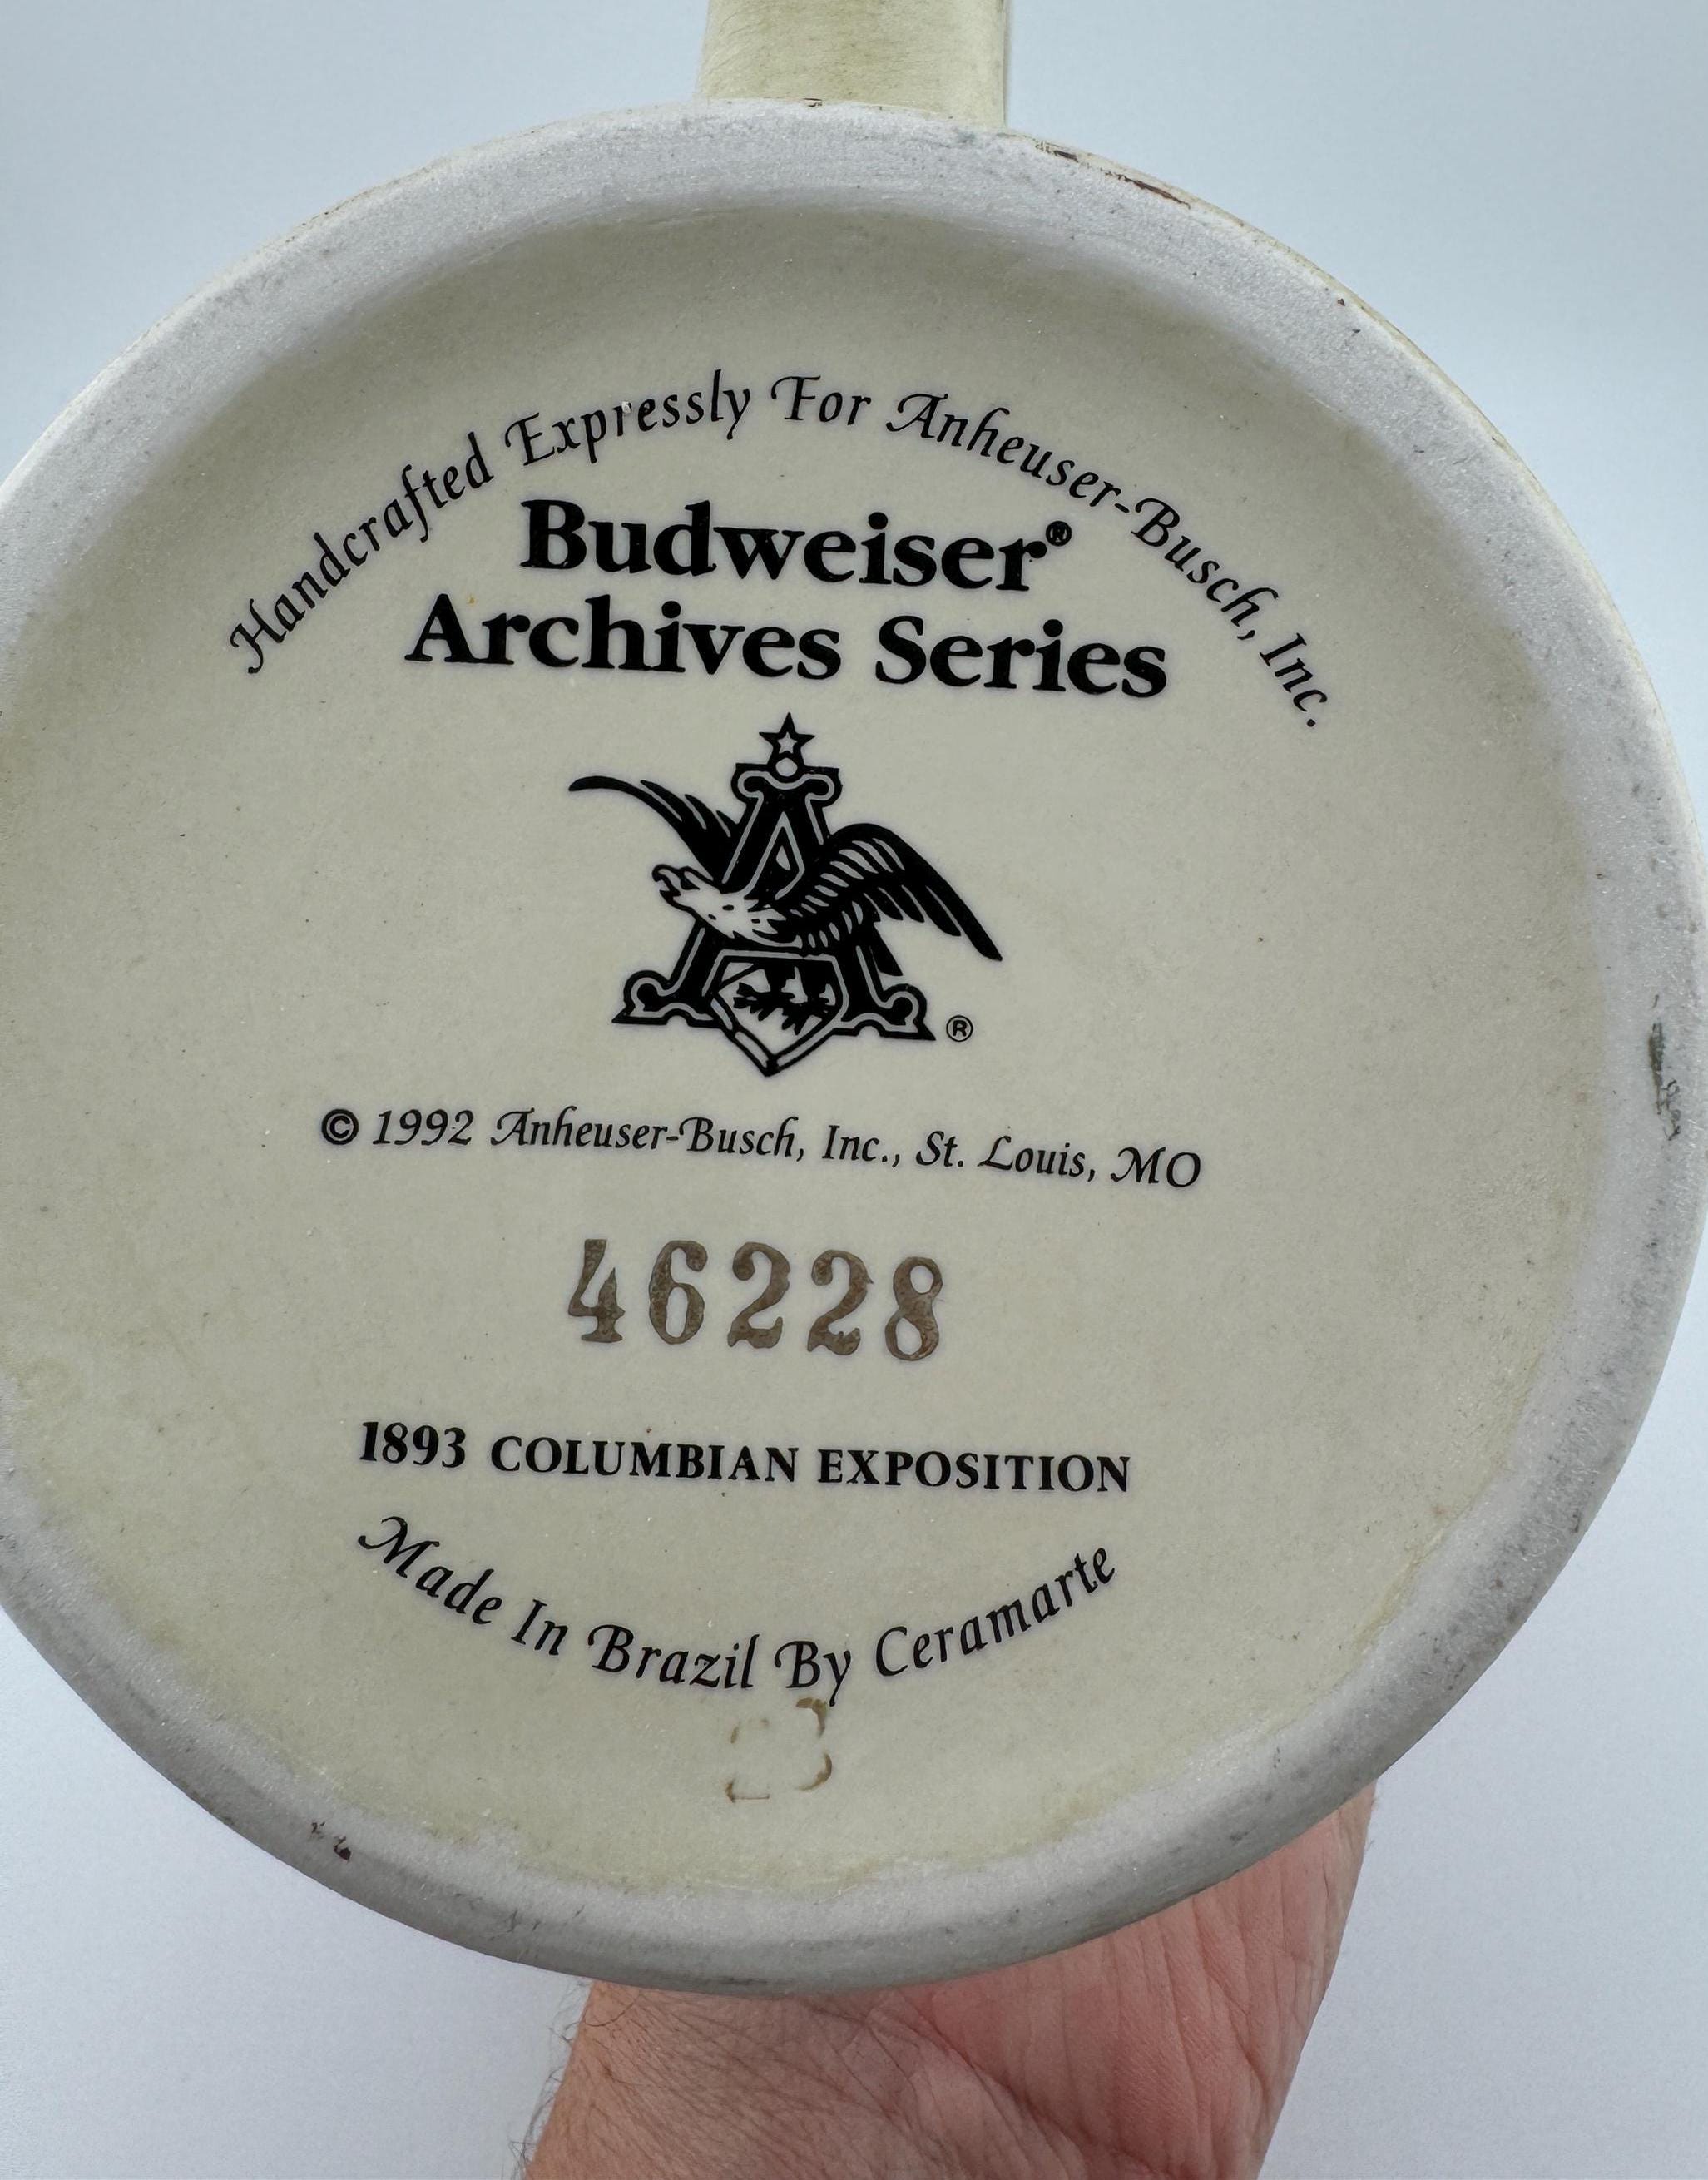 Handcrafted Expressly For Anheuser-Busch, Inc.
Budweiser®
Archives Series
A
®
© 1992 Anheuser-Busch, Inc., St. Louis, MO
46228
1893 COLUMBIAN EXPOSITION
Made In Brazil By Ceramarte